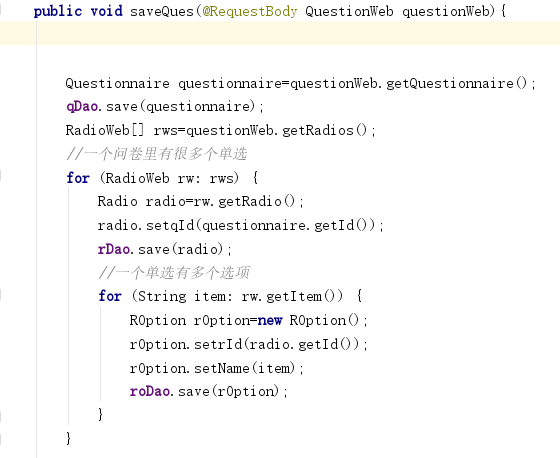 public void saveQues(@RequestBody QuestionWeb questionWeb){
Questionnaire questionnaire=questionWeb.getQuestionnaire();
qDao.save(questionnaire);
RadioWeb[] rws=questionWeb.getRadios();
//一个问卷里有很多个单选
for (RadioWeb rw: rws) {
Radio radio=rw.getRadio();
radio.setqId(questionnaire.getId());
rDao.save(radio);
//一个单选有多个选项
for (String item: rw.getItem()) {
ROption rOption=new ROption();
rOption.setrId(radio.getId());
rOption.setName(item);
roDao.save(rOption);
}
}